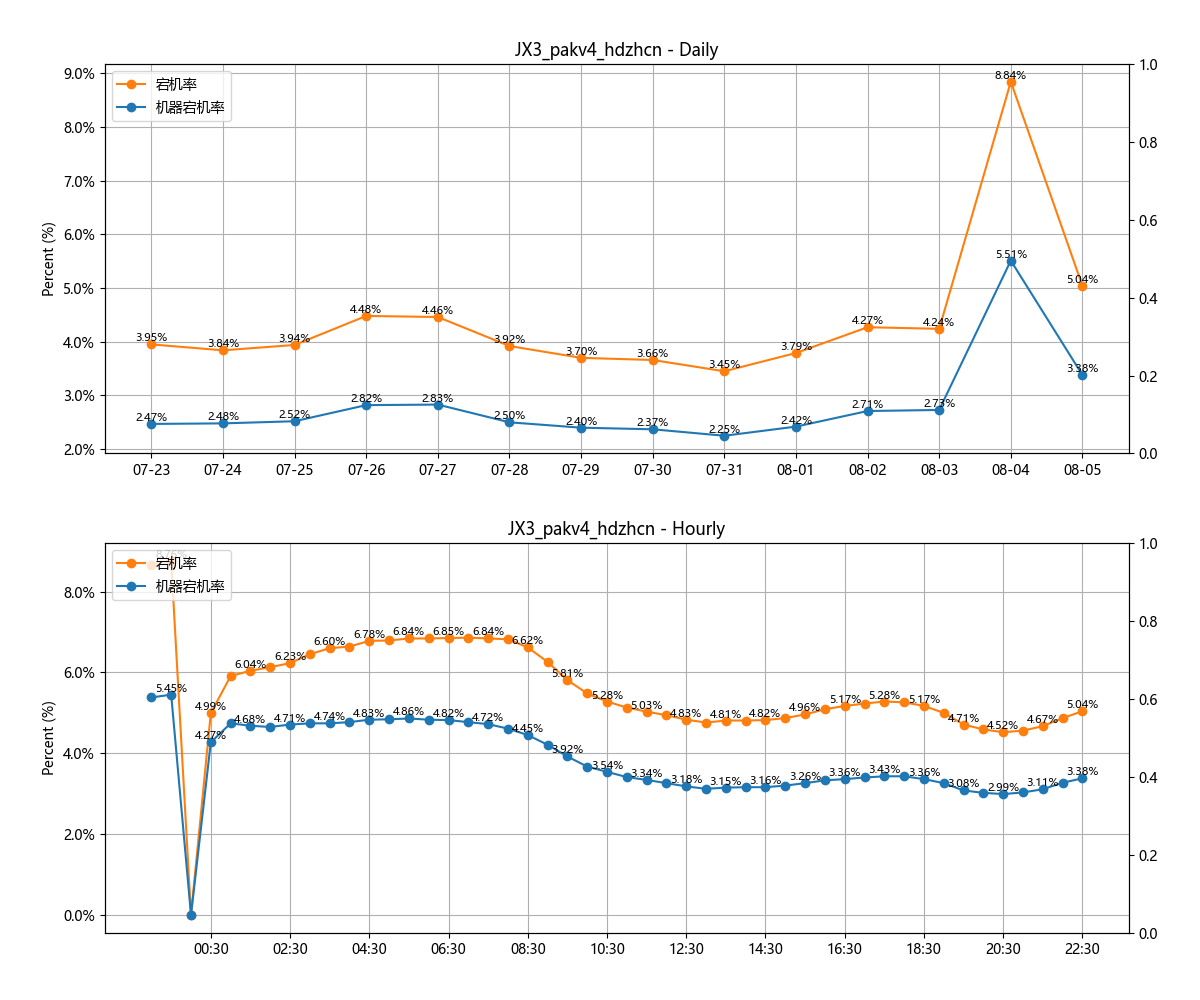 JX3_pakv4_hdzhcn - Daily
宕机率
机器宕机率
Percent (%)
9.0%
8.0%
7.0%
6.0%
5.0%
4.0%
3.0%
2.0%
1.0
0.8
0.6
0.4
0.2
0.0
3.95% 3.84% 3.94% 4.48% 4.46% 3.92% 3.70% 3.66% 3.45% 3.79% 4.27% 4.24% 8.84% 5.04%
2.47% 2.48% 2.52% 2.82% 2.83% 2.50% 2.40% 2.37% 2.25% 2.42% 2.71% 2.73% 5.51% 3.38%
07-23 07-24 07-25 07-26 07-27 07-28 07-29 07-30 07-31 08-01 08-02 08-03 08-04 08-05
JX3_pakv4_hdzhcn - Hourly
宕机率
机器宕机率
Percent (%)
8.0%
6.0%
4.0%
2.0%
0.0%
1.0
0.8
0.6
0.4
0.2
0.0
8.76% 4.99% 6.04% 6.23% 6.60% 6.78% 6.84% 6.85% 6.84% 6.62% 5.81% 5.28% 5.03% 4.83% 4.81% 4.82% 4.96% 5.17% 5.28% 5.17% 4.71% 4.52% 4.67% 5.04%
5.45% 4.27% 4.68% 4.71% 4.74% 4.83% 4.86% 4.82% 4.72% 4.45% 3.92% 3.54% 3.34% 3.18% 3.15% 3.16% 3.26% 3.36% 3.43% 3.36% 3.08% 2.99% 3.11% 3.38%
00:30 02:30 04:30 06:30 08:30 10:30 12:30 14:30 16:30 18:30 20:30 22:30